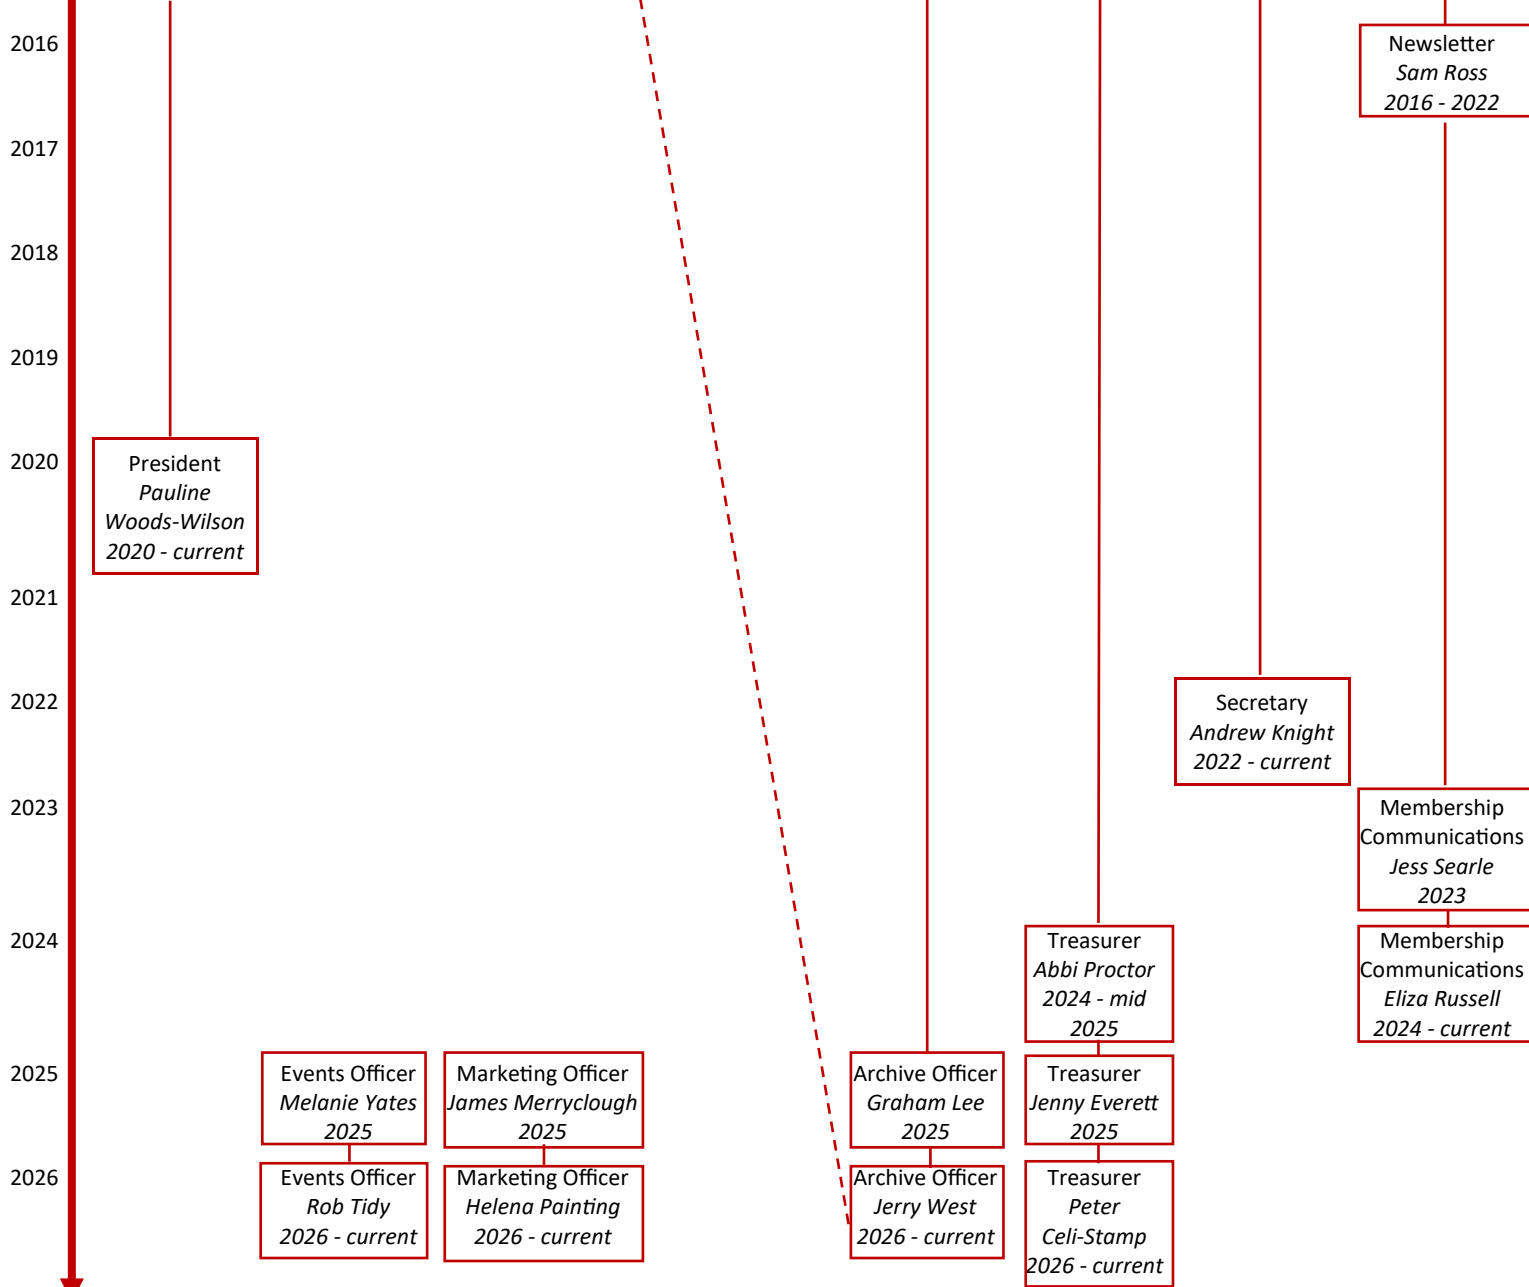 2016
Newsletter
Sam Ross
2016 - 2022
2017
2018
2019
2020
President
Pauline
Woods-Wilson
2020 - current
2021
2022
Secretary
Andrew Knight
2022 - current
2023
Membership
Communications
Jess Searle
2023
2024
Treasurer
Abbi Proctor
2024 - mid
2025
Membership
Communications
Eliza Russell
2024 - current
2025
Events Officer
Melanie Yates
2025
Marketing Officer
James Merryclough
2025
Archive Officer
Graham Lee
2025
Treasurer
Jenny Everett
2025
2026
Events Officer
Rob Tidy
2026 - current
Marketing Officer
Helena Painting
2026 - current
Archive Officer
Jerry West
2026 - current
Treasurer
Peter
Celi-Stamp
2026 - current